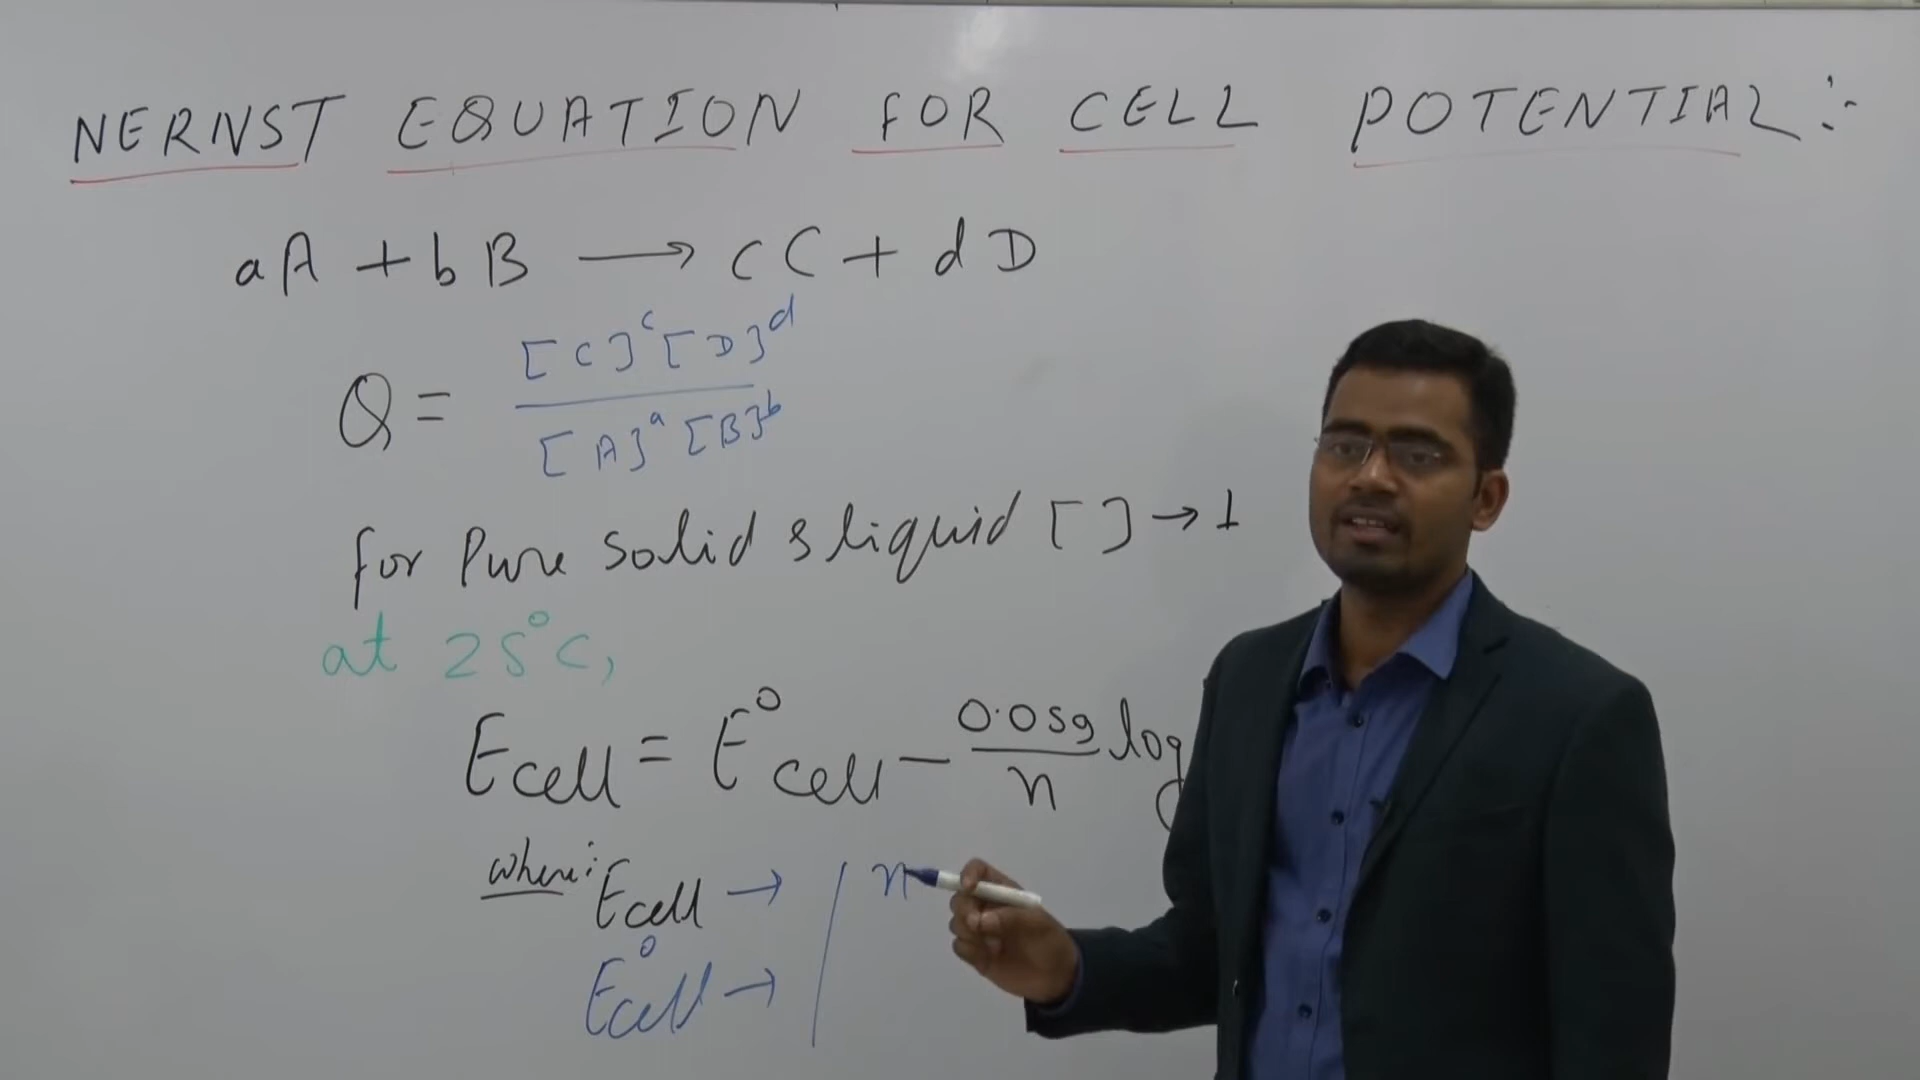 NERNST EQUATION FOR CELL POTENTIAL :-
aA + bB → cC + dD
Q = [C]^c [D]^d / [A]^a [B]^b
for Pure Solid & liquid [ ] → 1
at 25°C,
Ecell = E°cell - 0.059/n log
where: Ecell → | n
E°cell →